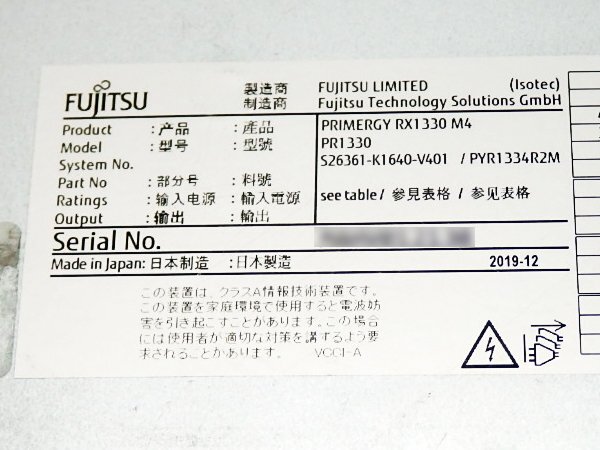 FUJITSU 製造商 FUJITSU LIMITED (Isotec)
制造商 Fujitsu Technology Solutions GmbH
Product : 产品 : 產品 PRIMERGY RX1330 M4
Model : 型号 : 型號 PR1330
System No. S26361-K1640-V401 / PYR1334R2M
Part No : 部分号 : 料號
Ratings : 输入电源 : 輸入電源 see table / 參見表格 / 参见表格
Output : 输出 : 輸出
Serial No.
Made in Japan: 日本制造 : 日本製造 2019-12
この装置は、クラスA情報技術装置です。
この装置を家庭環境で使用すると電波妨
害を引き起こすことがあります。この場合
には使用者が適切な対策を講ずるよう要
求されることがあります。 VCCI-A